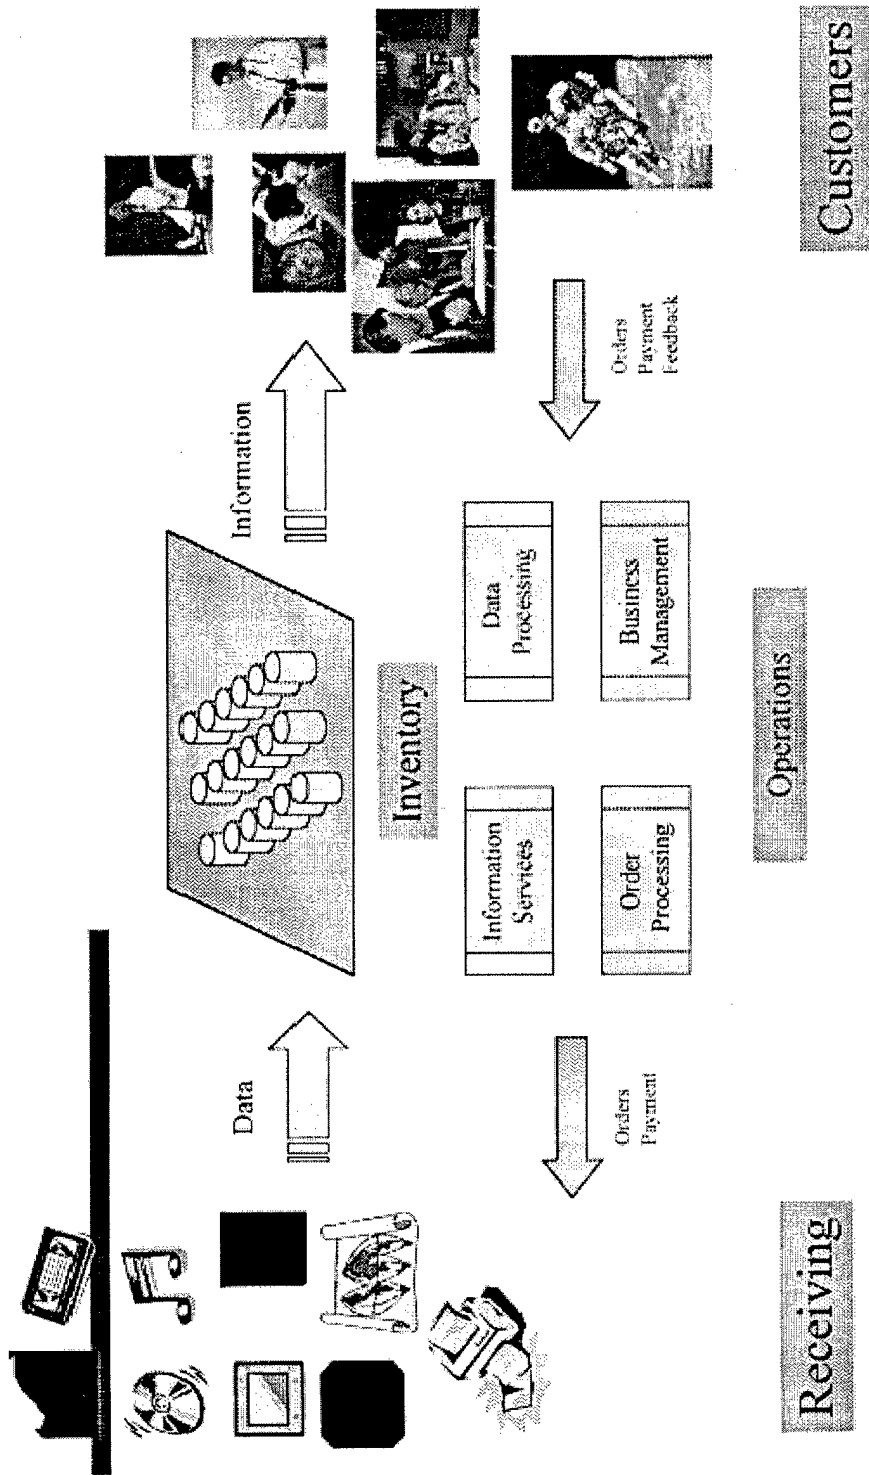 Data
Information
Inventory
Orders
Payment
Information
Services
Data
Processing
Order
Processing
Business
Management
Orders
Payment
Feedback
Receiving
Operations
Customers